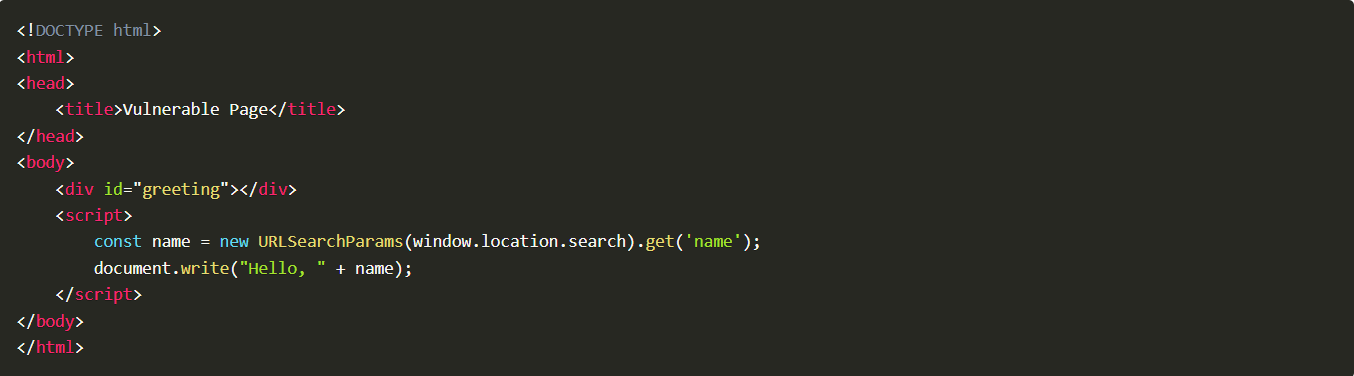 <!DOCTYPE html>
<html>
<head>
    <title>Vulnerable Page</title>
</head>
<body>
    <div id="greeting"></div>
    <script>
        const name = new URLSearchParams(window.location.search).get('name');
        document.write("Hello, " + name);
    </script>
</body>
</html>